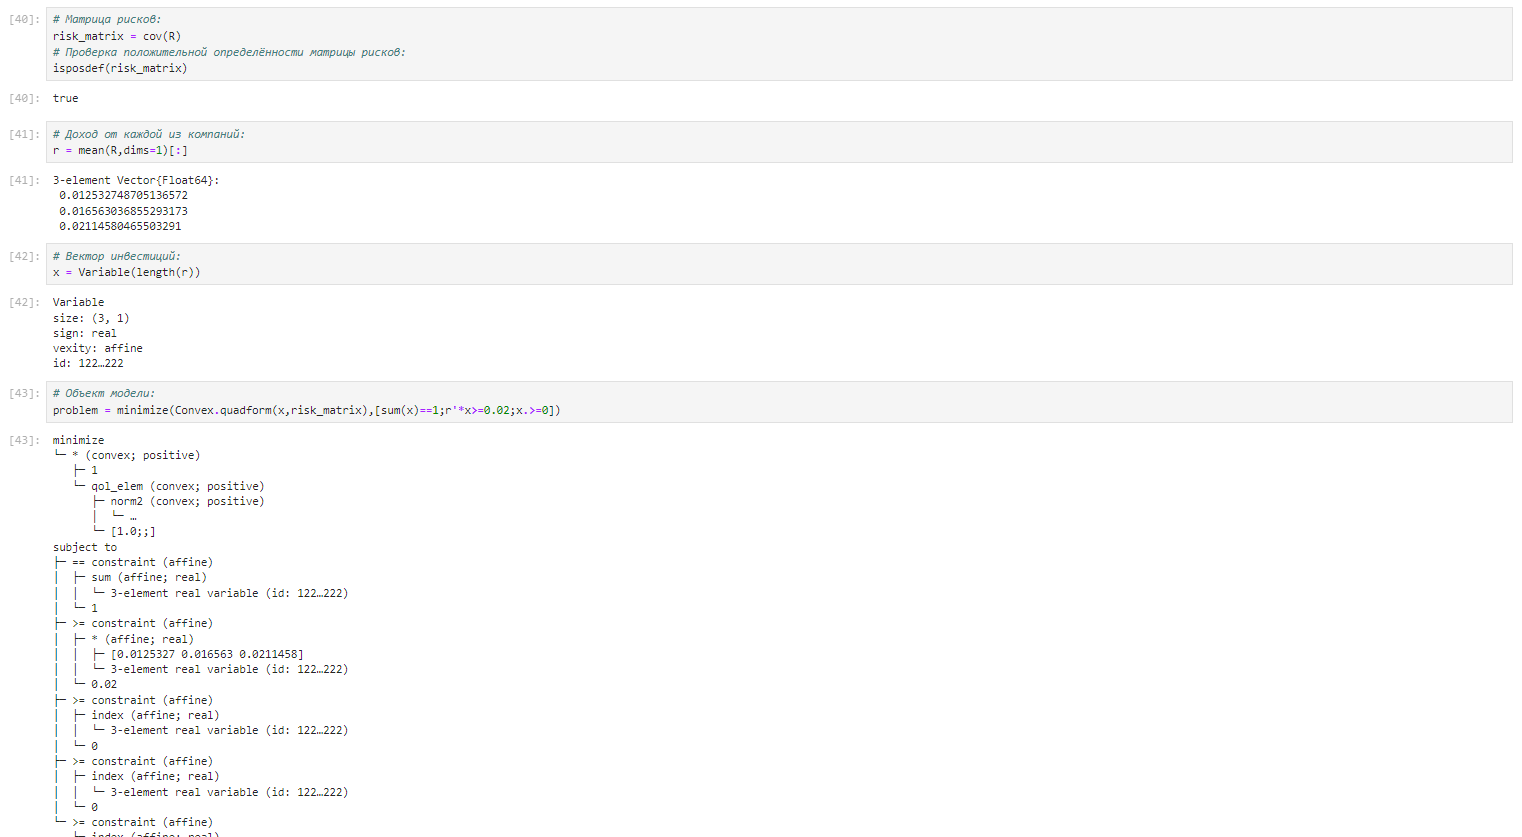 [40]: # Матрица рисков:
risk_matrix = cov(R)
# Проверка положительной определённости матрицы рисков:
isposdef(risk_matrix)
[40]: true
[41]: # Доход от каждой из компаний:
r = mean(R,dims=1)[:]
[41]: 3-element Vector{Float64}:
0.012532748705136572
0.016563036855293173
0.02114580465503291
[42]: # Вектор инвестиций:
x = Variable(length(r))
[42]: Variable
size: (3, 1)
sign: real
vexity: affine
id: 122…222
[43]: # Объект модели:
problem = minimize(Convex.quadform(x,risk_matrix),[sum(x)==1;r'*x>=0.02;x.>=0])
[43]: minimize
└─ * (convex; positive)
   ├─ 1
   └─ qol_elem (convex; positive)
      ├─ norm2 (convex; positive)
      │  └─ …
      └─ [1.0;;]
subject to
├─ == constraint (affine)
│  ├─ sum (affine; real)
│  │  └─ 3-element real variable (id: 122…222)
│  └─ 1
├─ >= constraint (affine)
│  ├─ * (affine; real)
│  │  ├─ [0.0125327 0.016563 0.0211458]
│  │  └─ 3-element real variable (id: 122…222)
│  └─ 0.02
├─ >= constraint (affine)
│  ├─ index (affine; real)
│  │  └─ 3-element real variable (id: 122…222)
│  └─ 0
├─ >= constraint (affine)
│  ├─ index (affine; real)
│  │  └─ 3-element real variable (id: 122…222)
│  └─ 0
└─ >= constraint (affine)
   ├─ index (affine; real)